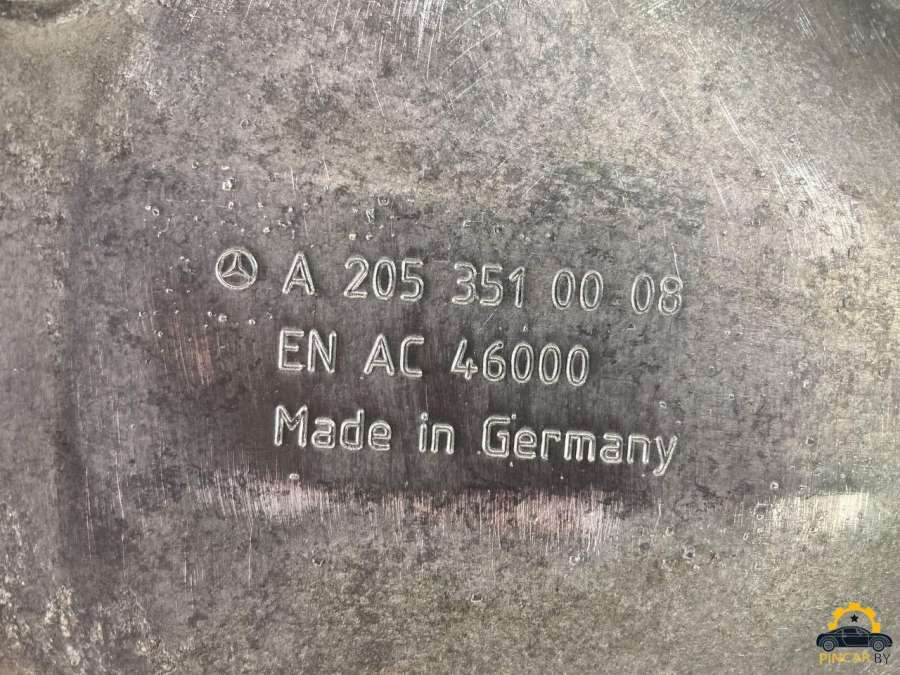 A 205 351 00 08
EN AC 46000
Made in Germany
PINCAR.BY